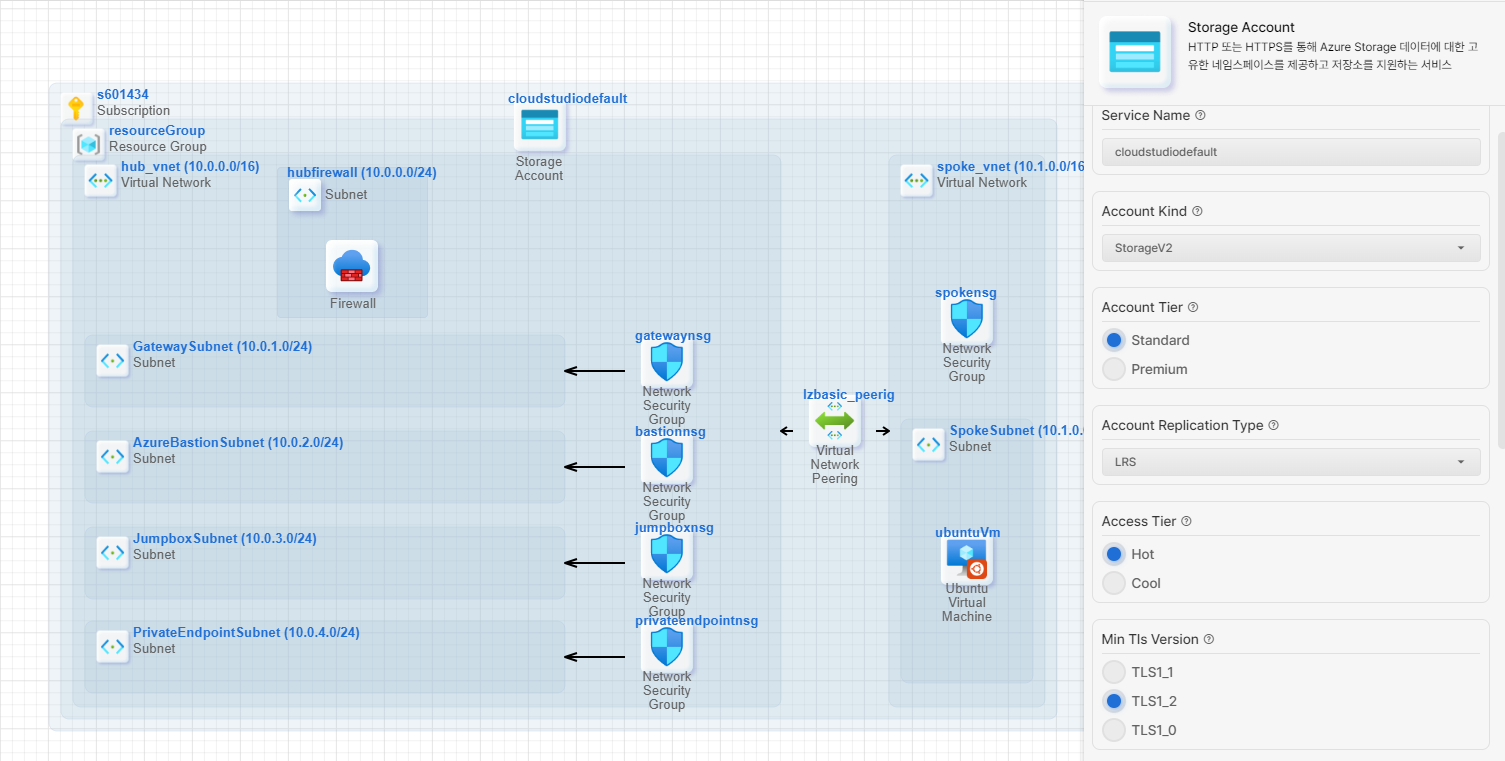 s601434
Subscription
resourceGroup
Resource Group
hub_vnet (10.0.0.0/16)
Virtual Network
hubfirewall (10.0.0.0/24)
Subnet
Firewall
cloudstudiodefault
Storage
Account
GatewaySubnet (10.0.1.0/24)
Subnet
gatewaynsg
Network
Security
Group
AzureBastionSubnet (10.0.2.0/24)
Subnet
bastionnsg
Network
Security
Group
JumpboxSubnet (10.0.3.0/24)
Subnet
jumpboxnsg
Network
Security
Group
PrivateEndpointSubnet (10.0.4.0/24)
Subnet
privateendpointnsg
Network
Security
Group
lzbasic_peerig
Virtual
Network
Peering
spoke_vnet (10.1.0.0/16
Virtual Network
spokensg
Network
Security
Group
SpokeSubnet (10.1.0.
Subnet
ubuntuVm
Ubuntu
Virtual
Machine
Storage Account
HTTP 또는 HTTPS를 통해 Azure Storage 데이터에 대한 고
유한 네임스페이스를 제공하고 저장소를 지원하는 서비스
Service Name
cloudstudiodefault
Account Kind
StorageV2
Account Tier
Standard
Premium
Account Replication Type
LRS
Access Tier
Hot
Cool
Min Tls Version
TLS1_1
TLS1_2
TLS1_0